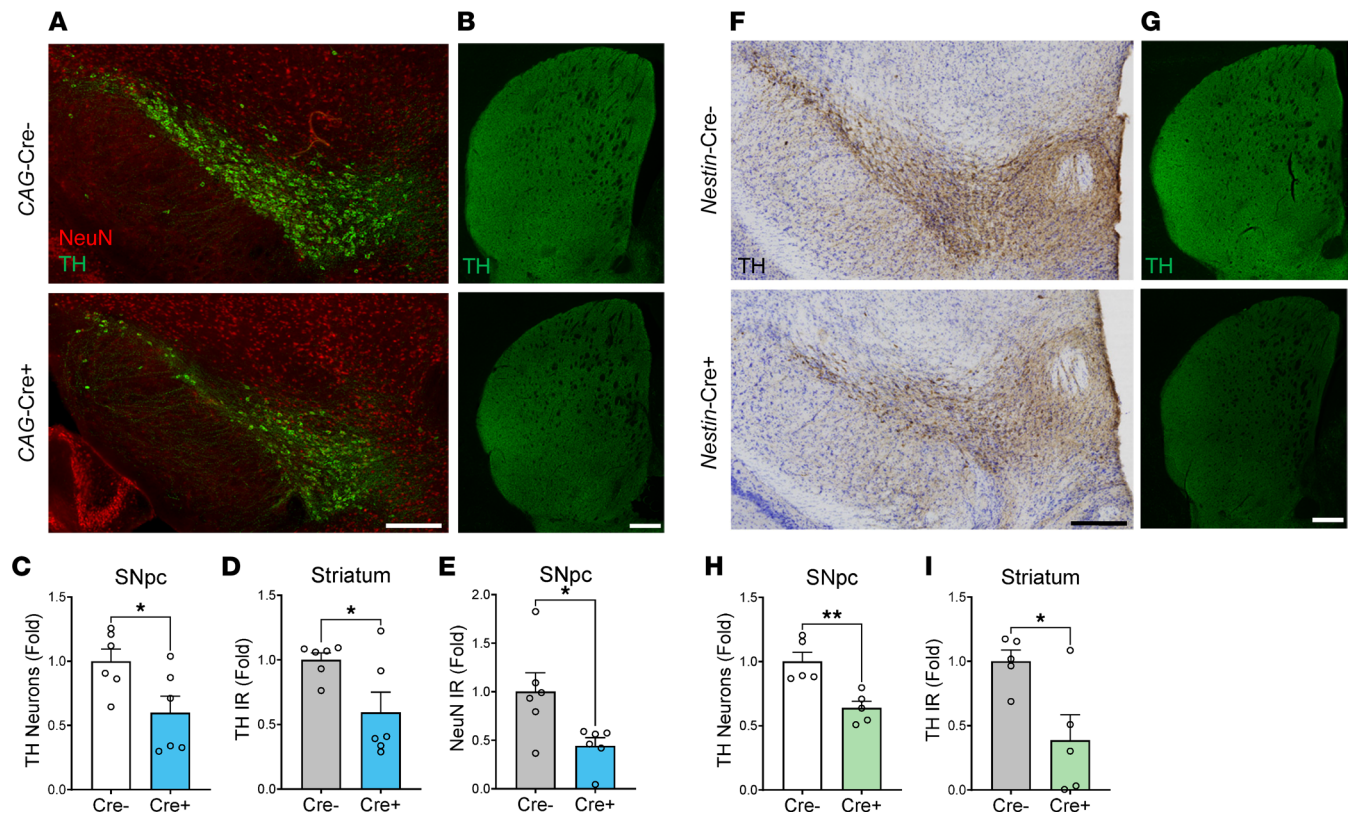 A
B
F
G
CAG-Cre-
NeuN
TH
TH
Nestin-Cre-
TH
TH
CAG-Cre+
Nestin-Cre+
C
SNpc
*
TH Neurons (Fold)
1.5
1.0
0.5
0.0
Cre- Cre+
D
Striatum
*
TH IR (Fold)
1.5
1.0
0.5
0.0
Cre- Cre+
E
SNpc
*
NeuN IR (Fold)
2.0
1.5
1.0
0.5
0.0
Cre- Cre+
H
SNpc
**
TH Neurons (Fold)
1.5
1.0
0.5
0.0
Cre- Cre+
I
Striatum
*
TH IR (Fold)
1.5
1.0
0.5
0.0
Cre- Cre+